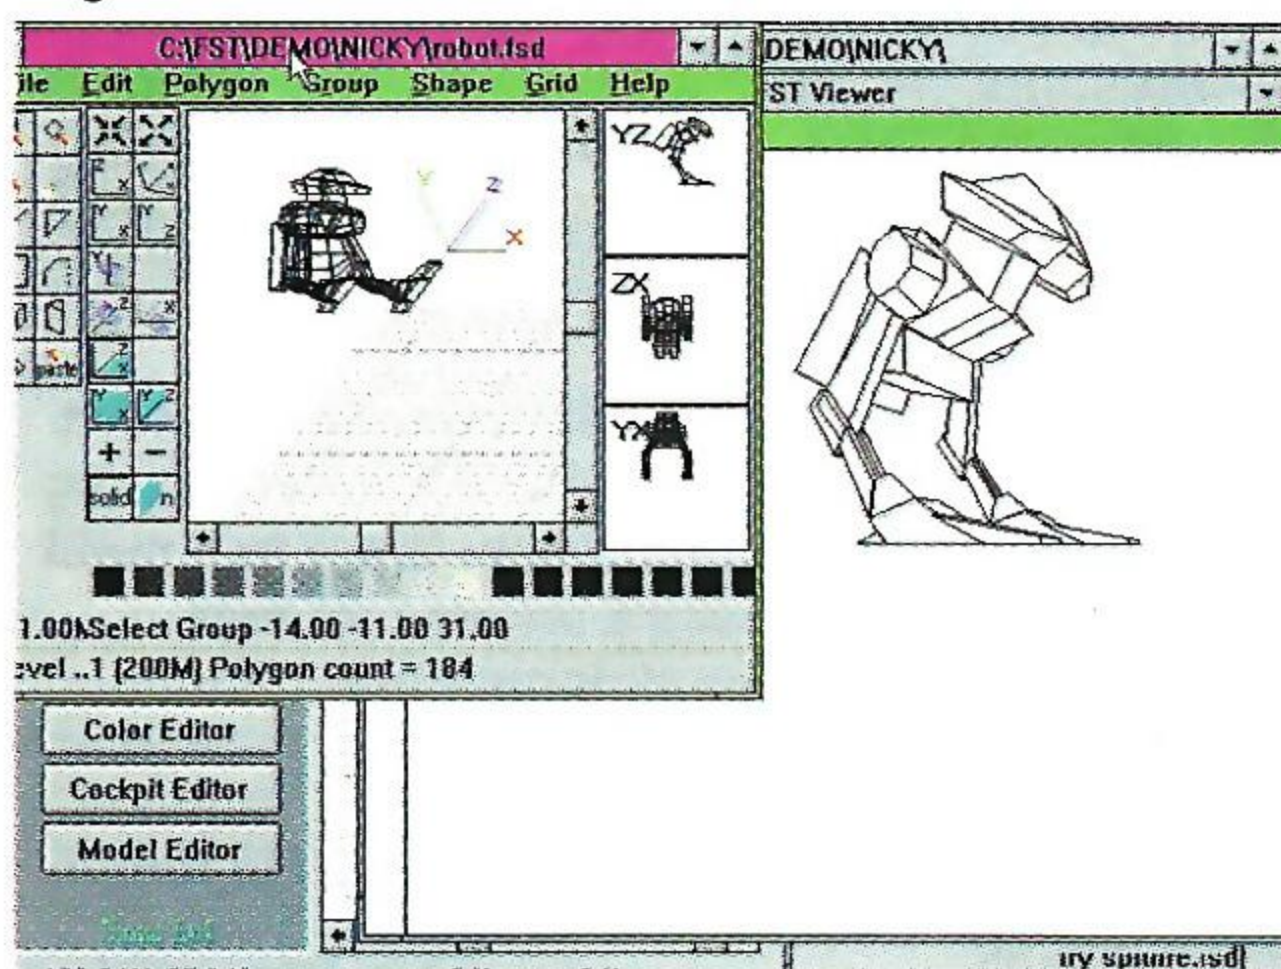 C:\FST\DEMO\NICKY\robot.fsd
ile Edit Polygon Group Shape Grid Help
DEMO\NICKY\
ST Viewer
Z X
Y X Y Z
Z X
Z X
paste
Y X Y Z
+ -
solid n
Y Z X
YZ
ZX
YX
1.00 Select Group -14.00 -11.00 31.00
evel ..1 (200M) Polygon count = 184
Color Editor
Cockpit Editor
Model Editor